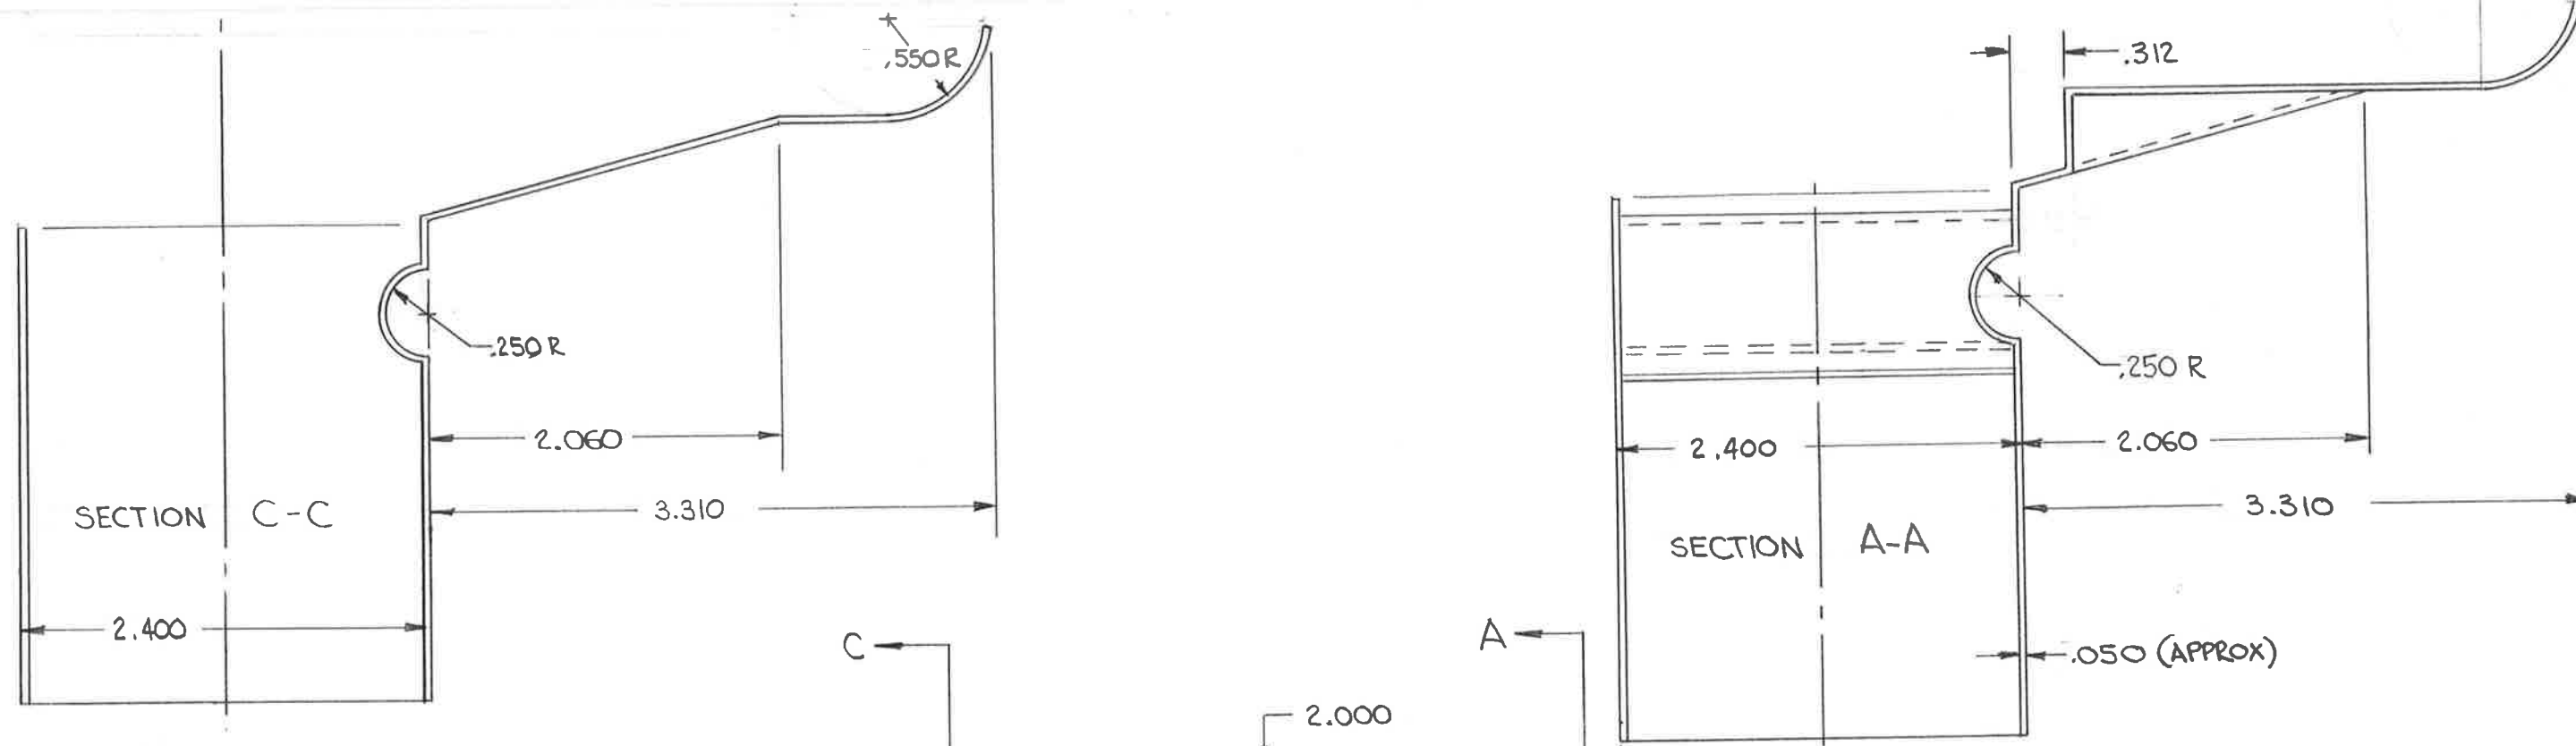 .550R
.250R
2.060
3.310
SECTION C-C
2.400
C
2.000
.312
.250 R
2.400
2.060
3.310
SECTION A-A
A
.050 (APPROX)